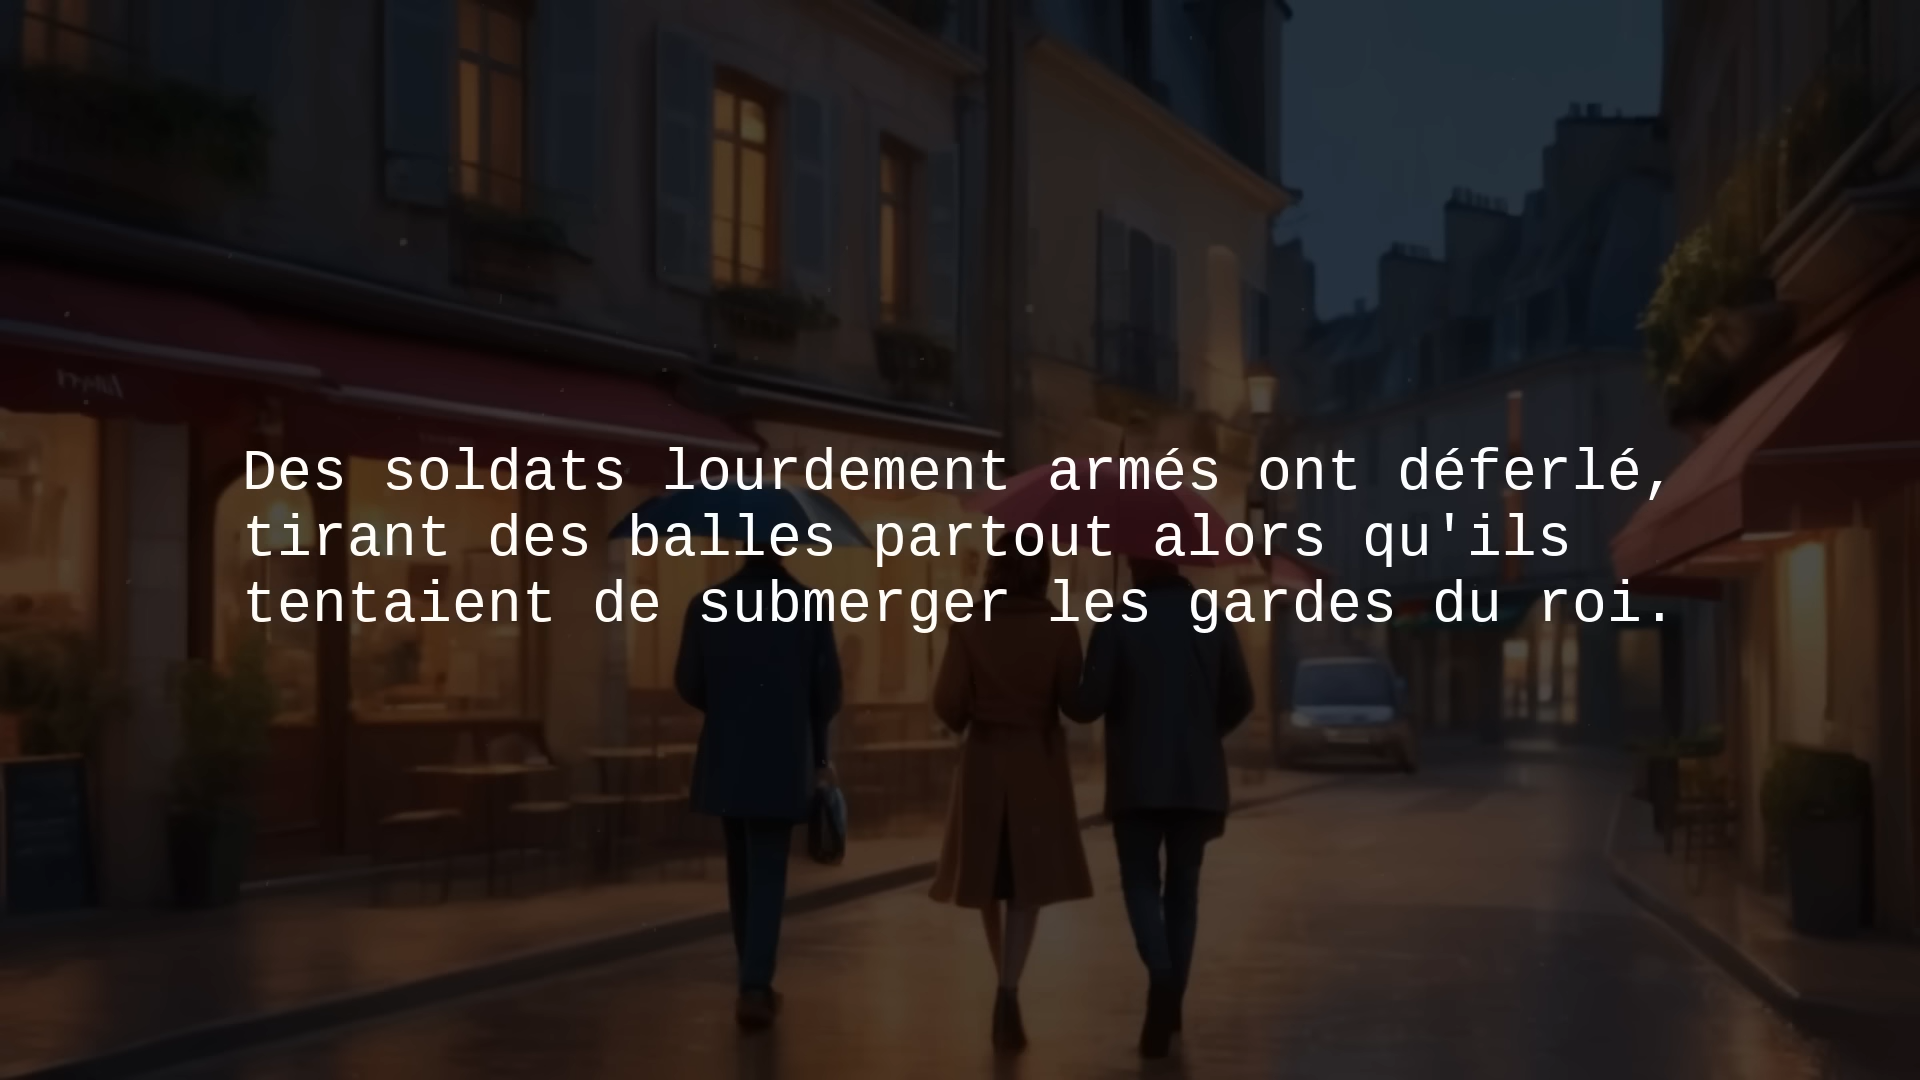 Des soldats lourdement armés ont déferlé,
tirant des balles partout alors qu'ils
tentaient de submerger les gardes du roi.